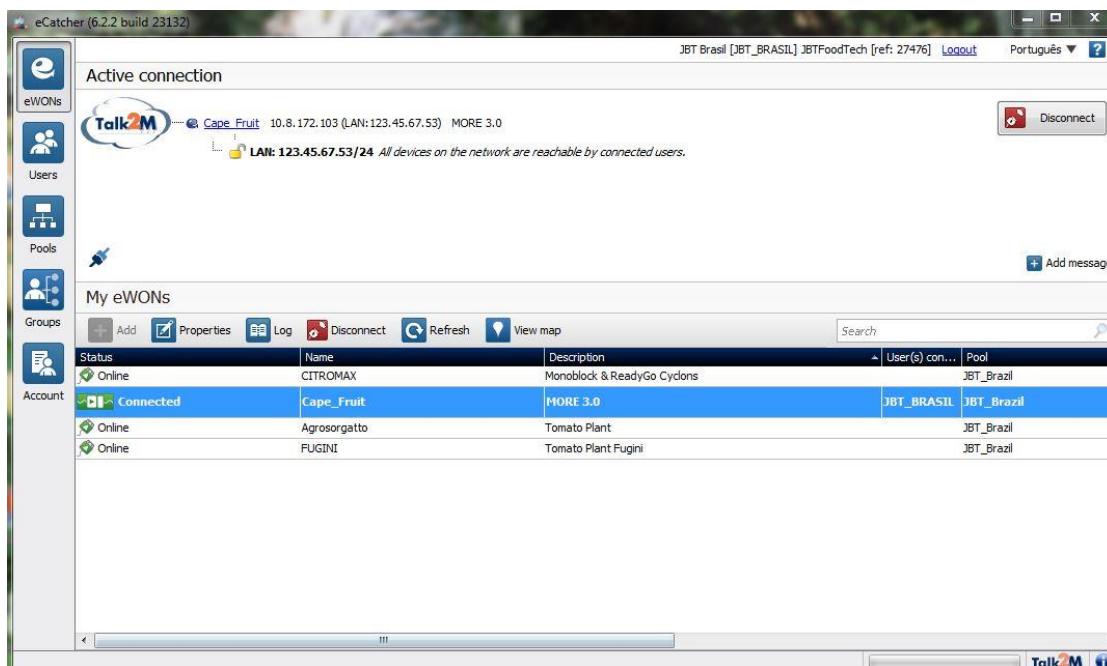 eCatcher (6.2.2 build 23132)
JBT Brasil [JBT_BRASIL] JBTFoodTech [ref: 27476] Logout Português ?
eWONs
Users
Pools
Groups
Account
Active connection
Talk2M Cape_Fruit 10.8.172.103 (LAN:123.45.67.53) MORE 3.0
Disconnect
LAN: 123.45.67.53/24 All devices on the network are reachable by connected users.
Add messag
My eWONs
Add Properties Log Disconnect Refresh View map Search
Status Name Description User(s) con... Pool
Online CITROMAX Monoblock & ReadyGo Cyclons JBT_Brazil
Connected Cape_Fruit MORE 3.0 JBT_BRASIL JBT_Brazil
Online Agrosorgatto Tomato Plant JBT_Brazil
Online FUGINI Tomato Plant Fugini JBT_Brazil
Talk2M